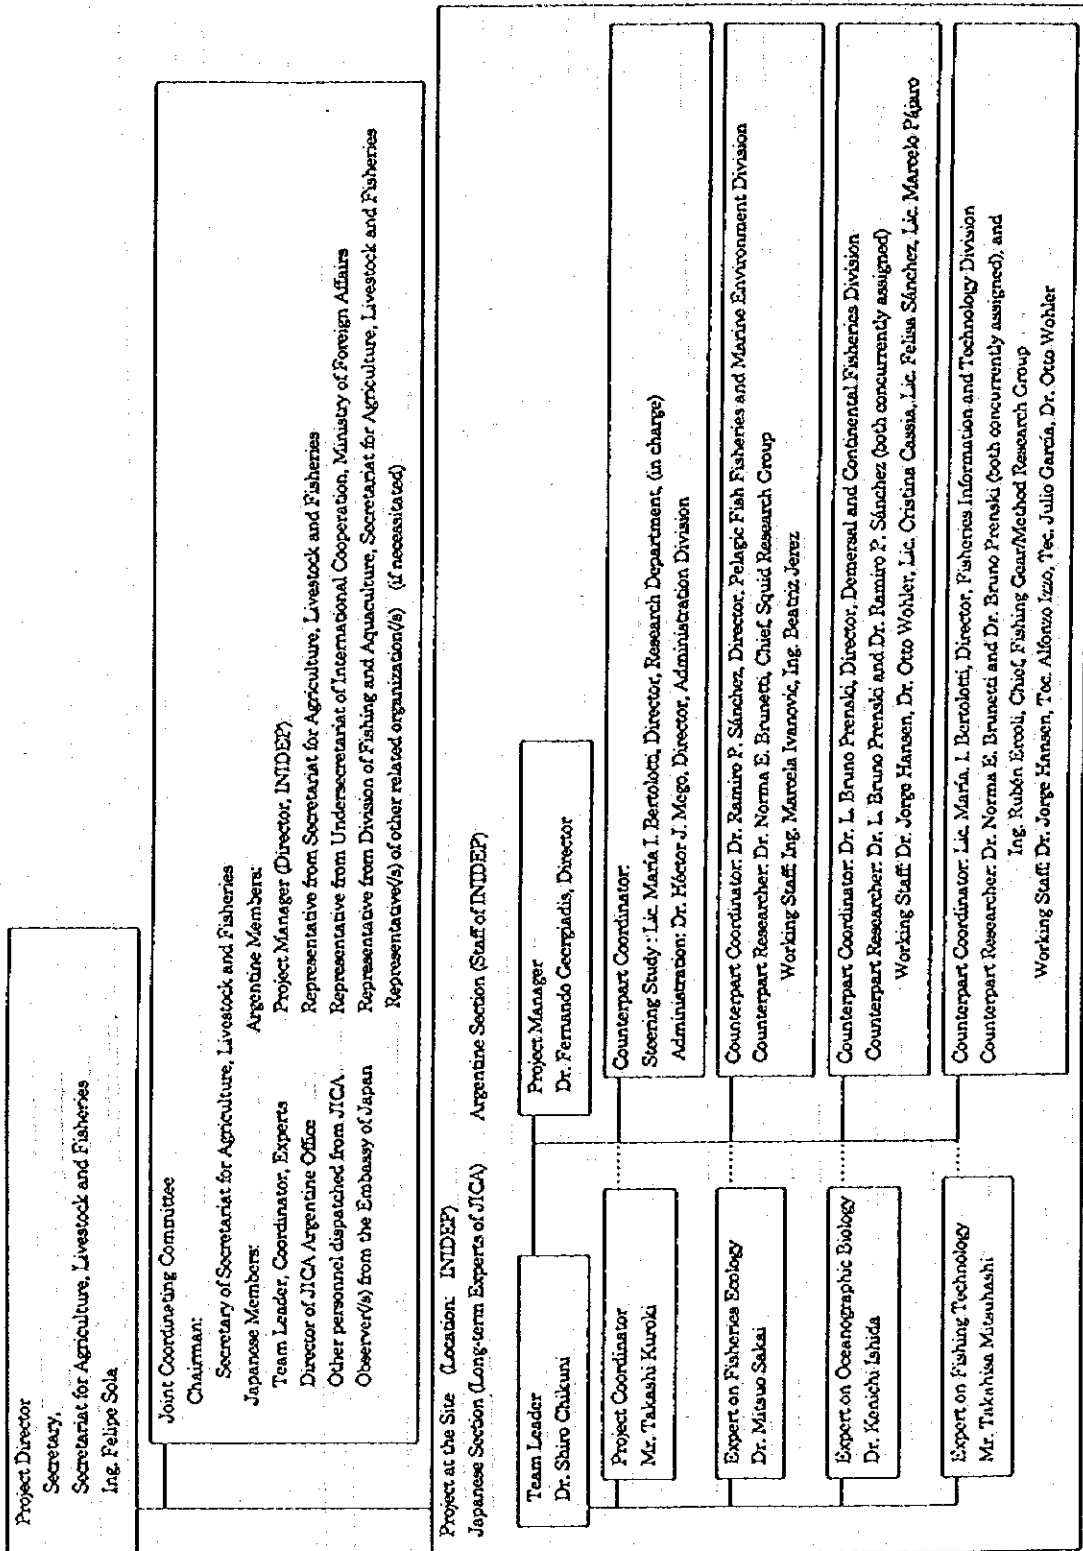 Project Director
Secretary,
Secretariat for Agriculture, Livestock and Fisheries
Ing. Felipe Sola
Joint Coordinating Committee
Chairman:
Secretary of Secretariat for Agriculture, Livestock and Fisheries
Japanese Members:
Team Leader, Coordinator, Experts
Director of JICA Argentine Office
Other personnel dispatched from JICA
Observer(/s) from the Embassy of Japan
Argentine Members:
Project Manager (Director, INIDEP)
Representative from Secretariat for Agriculture, Livestock and Fisheries
Representative from Undersecretariat of International Cooperation, Ministry of Foreign Affairs
Representative from Division of Fishing and Aquaculture, Secretariat for Agriculture, Livestock and Fisheries
Representative(/s) of other related organization(/s) (if necessitated)
Project at the Site (Location: INIDEP)
Japanese Section (Long-term Experts of JICA) Argentine Section (Staff of INIDEP)
Team Leader
Dr. Shiro Chikuni
Project Manager
Dr. Fernando Georgiadis, Director
Project Coordinator
Mr. Takashi Kuroki
Counterpart Coordinator:
Steering Study : Lic. María I. Bertolotti, Director, Research Department, (in charge)
Administration: Dr. Héctor J. Mego, Director, Administration Division
Expert on Fisheries Ecology
Dr. Mitsuo Sakai
Counterpart Coordinator: Dr. Ramiro P. Sánchez, Director, Pelagic Fish Fisheries and Marine Environment Division
Counterpart Researcher: Dr. Norma E. Brunetti, Chief, Squid Research Group
Working Staff: Ing. Marcela Ivanovic, Ing. Beatriz Jerez
Expert on Oceanographic Biology
Dr. Kenichi Ishida
Counterpart Coordinator: Dr. L. Bruno Prenski, Director, Demersal and Continental Fisheries Division
Counterpart Researcher: Dr. L. Bruno Prenski and Dr. Ramiro P. Sánchez (both concurrently assigned)
Working Staff: Dr. Jorge Hansen, Dr. Otto Wohler, Lic. Cristina Cassia, Lic. Felisa Sánchez, Lic. Marcelo Pájaro
Expert on Fishing Technology
Mr. Takahisa Mitsuhashi
Counterpart Coordinator: Lic. María. I. Bertolotti, Director, Fisheries Information and Technology Division
Counterpart Researcher: Dr. Norma E. Brunetti and Dr. Bruno Prenski (both concurrently assigned), and
Ing. Rubén Ercoli, Chief, Fishing Gear/Method Research Group
Working Staff: Dr. Jorge Hansen, Tec. Alfonzo Izzo, Tec. Julio García, Dr. Otto Wohler